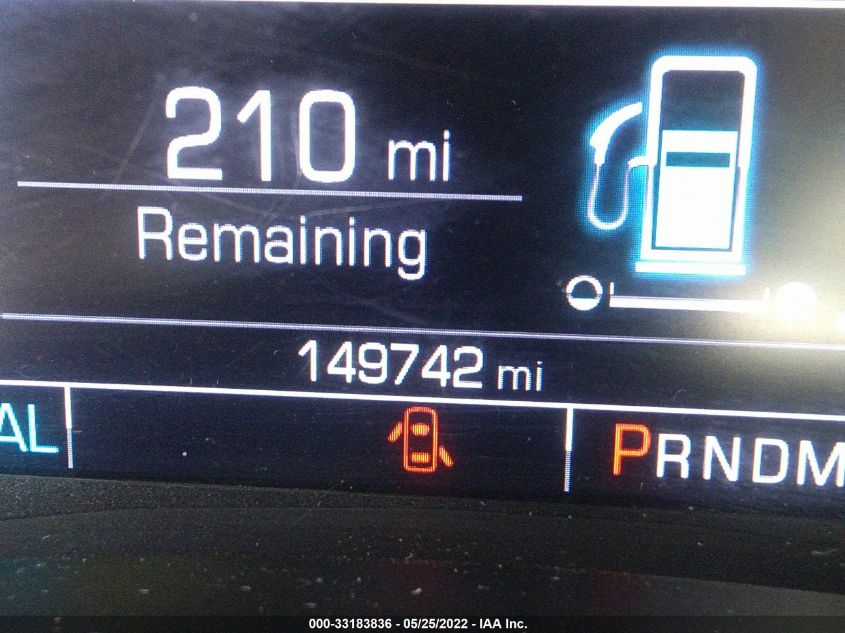 210 mi
Remaining
149742 mi
AL
PRNDM
000-33183836 - 05/25/2022 - IAA Inc.